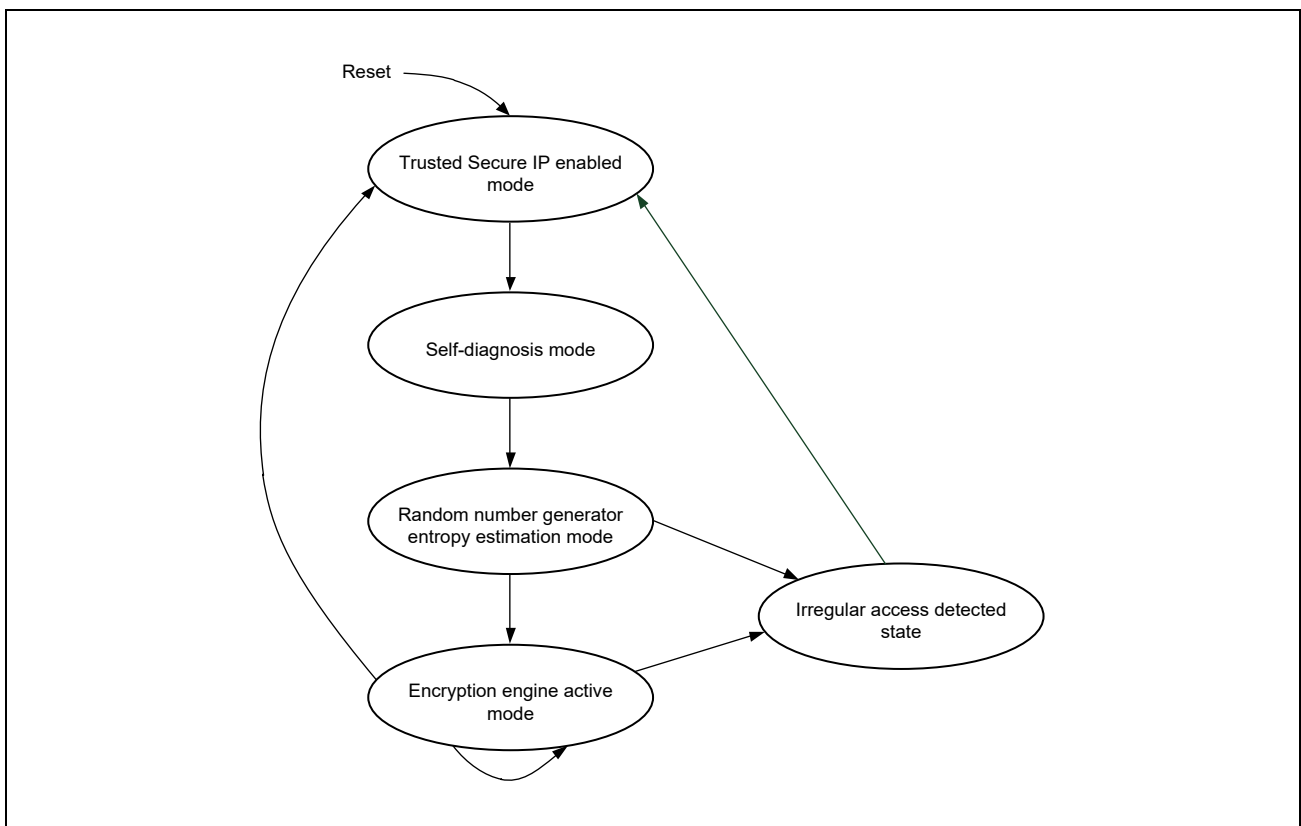 Reset
Trusted Secure IP enabled
mode
Self-diagnosis mode
Random number generator
entropy estimation mode
Irregular access detected
state
Encryption engine active
mode